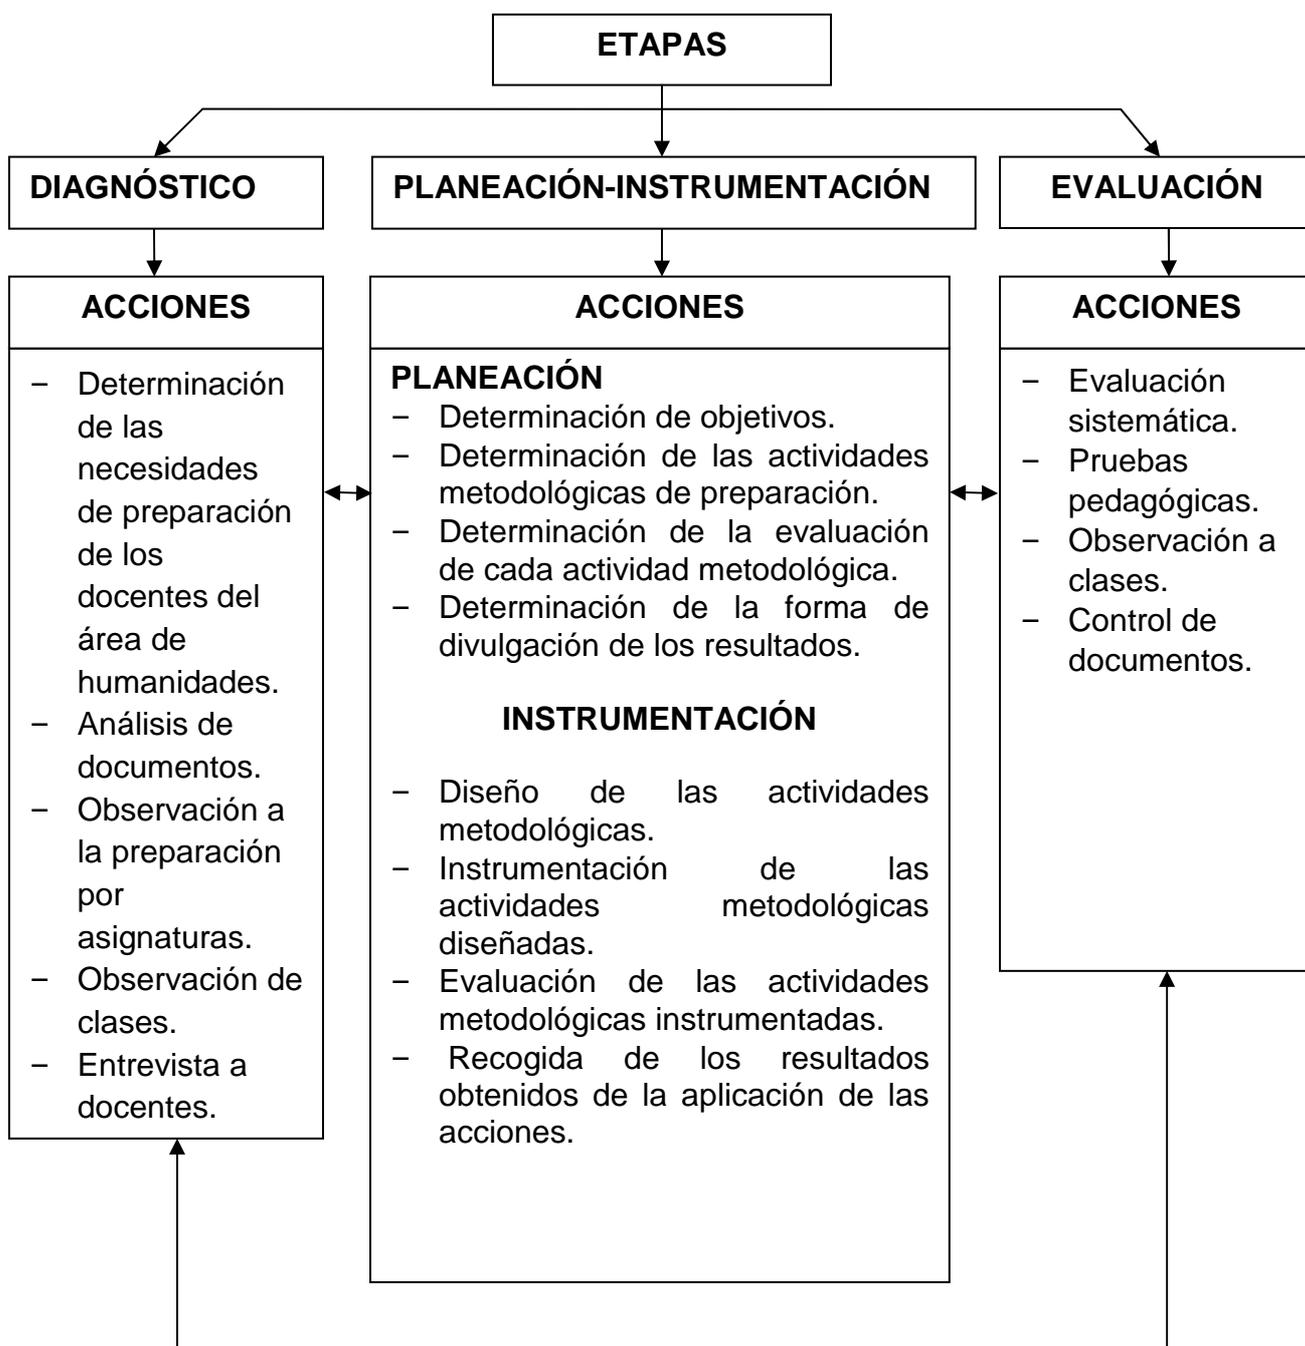 ETAPAS
DIAGNÓSTICO
PLANEACIÓN-INSTRUMENTACIÓN
EVALUACIÓN
ACCIONES
− Determinación
de las
necesidades
de preparación
de los
docentes del
área de
humanidades.
− Análisis de
documentos.
− Observación a
la preparación
por
asignaturas.
− Observación de
clases.
− Entrevista a
docentes.
ACCIONES
PLANEACIÓN
− Determinación de objetivos.
− Determinación de las actividades
metodológicas de preparación.
− Determinación de la evaluación
de cada actividad metodológica.
− Determinación de la forma de
divulgación de los resultados.
INSTRUMENTACIÓN
− Diseño de las actividades
metodológicas.
− Instrumentación de las
actividades metodológicas
diseñadas.
− Evaluación de las actividades
metodológicas instrumentadas.
− Recogida de los resultados
obtenidos de la aplicación de las
acciones.
ACCIONES
− Evaluación
sistemática.
− Pruebas
pedagógicas.
− Observación a
clases.
− Control de
documentos.